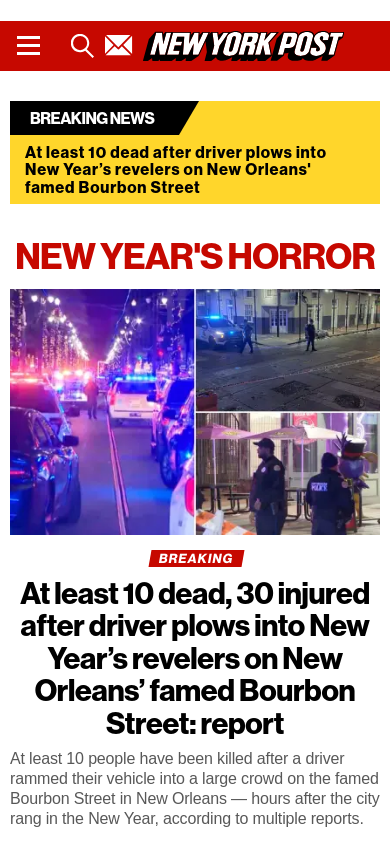 NEW YORK POST
BREAKING NEWS
At least 10 dead after driver plows into
New Year’s revelers on New Orleans'
famed Bourbon Street
NEW YEAR'S HORROR
POLICE
BREAKING
At least 10 dead, 30 injured
after driver plows into New
Year’s revelers on New
Orleans’ famed Bourbon
Street: report
At least 10 people have been killed after a driver
rammed their vehicle into a large crowd on the famed
Bourbon Street in New Orleans — hours after the city
rang in the New Year, according to multiple reports.